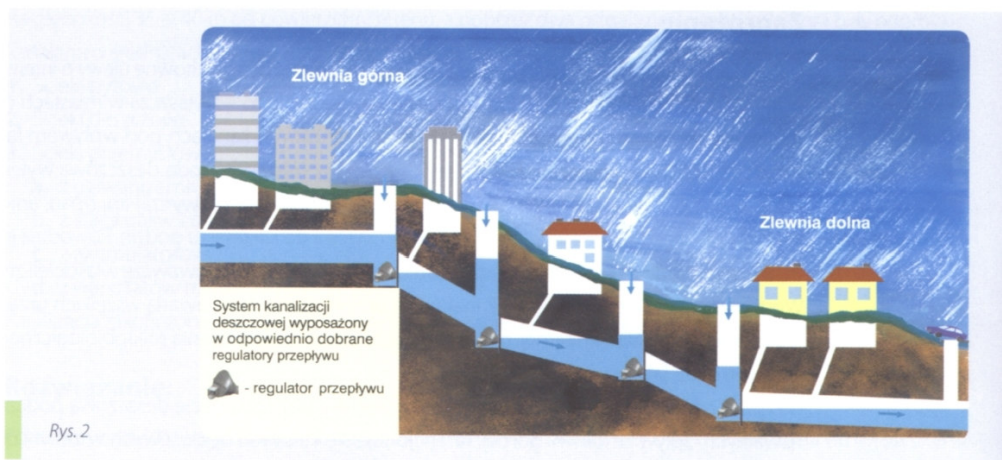 Zlewnia górna
Zlewnia dolna
System kanalizacji
deszczowej wyposażony
w odpowiednio dobrane
regulatory przepływu
- regulator przepływu
Rys. 2